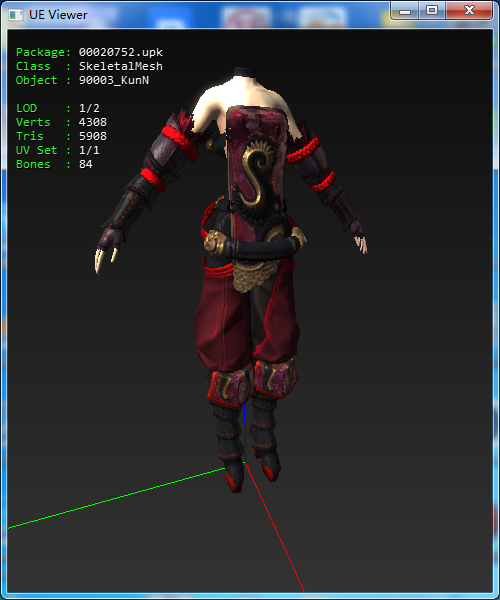 UE Viewer
Package: 00020752.upk
Class  : SkeletalMesh
Object : 90003_KunN
LOD    : 1/2
Verts  : 4308
Tris   : 5908
UV Set : 1/1
Bones  : 84